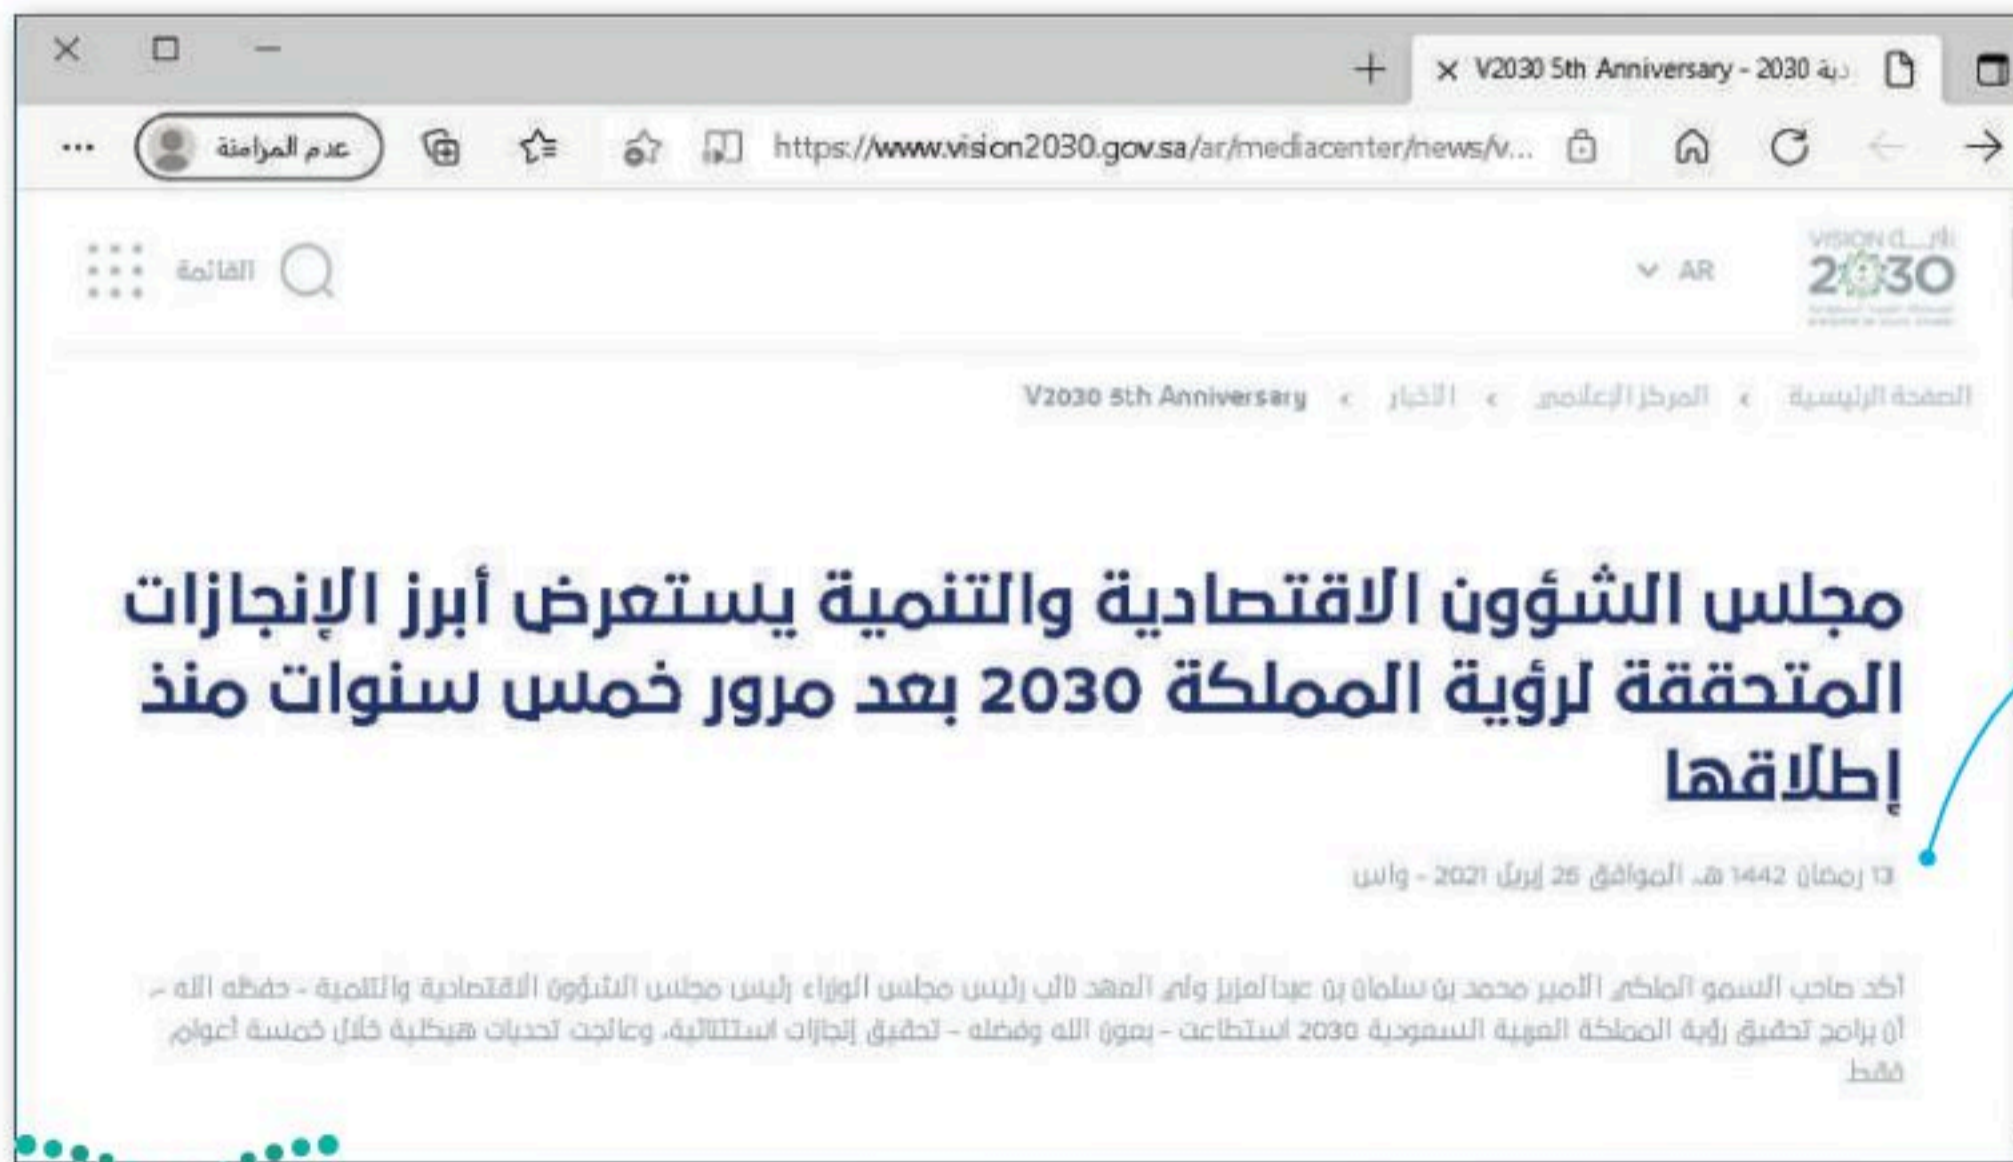 V2030 5th Anniversary - 2030 دية
https://www.vision2030.gov.sa/ar/mediacenter/news/v...
عدم المزامنة
VISION رؤيـــة
2030
AR
القائمة
الصفحة الرئيسية > المركز الإعلامي > الأخبار > V2030 5th Anniversary
مجلس الشؤون الاقتصادية والتنمية يستعرض أبرز الإنجازات
المتحققة لرؤية المملكة 2030 بعد مرور خمس سنوات منذ
إطلاقها
13 رمضان 1442 هـ الموافق 25 إبريل 2021 - واس
أكد صاحب السمو الملكي الأمير محمد بن سلمان بن عبدالعزيز ولي العهد نائب رئيس مجلس الوزراء رئيس مجلس الشؤون الاقتصادية والتنمية - حفظه الله -
أن برامج تحقيق رؤية المملكة العربية السعودية 2030 استطاعت - بعون الله وفضله - تحقيق إنجازات استثنائية، وعالجت تحديات هيكلية خلال خمسة أعوام
فقط